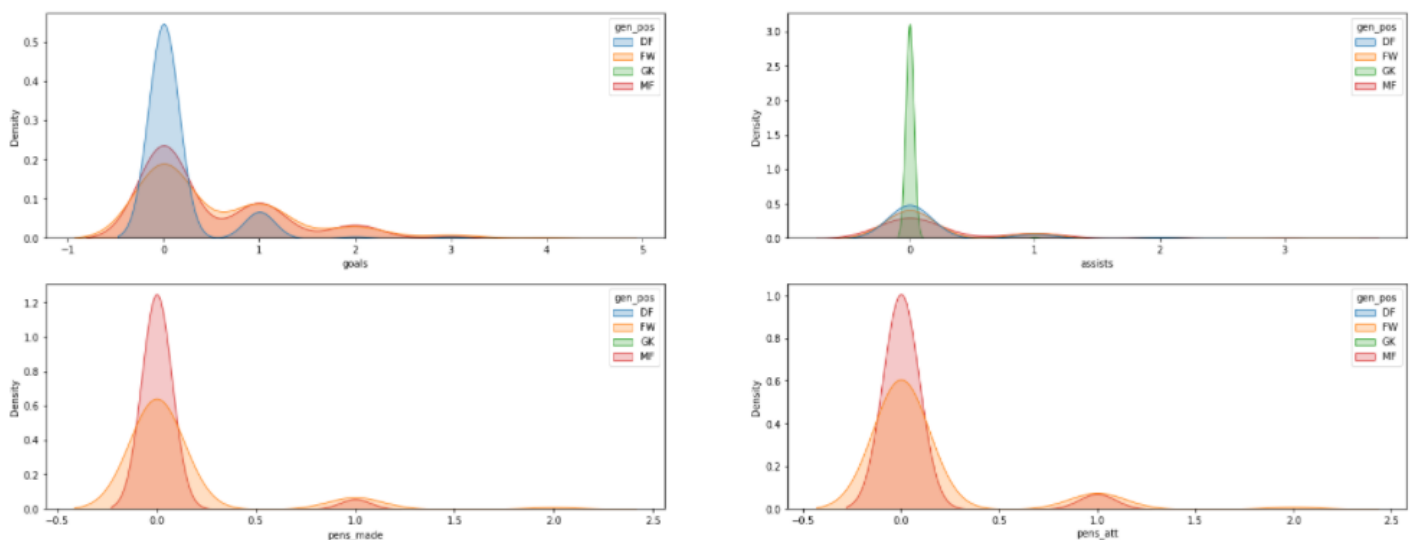 gen_pos
DF
FW
GK
MF
0.5
0.4
0.3
0.2
0.1
0.0
Density
−1 0 1 2 3 4 5
goals
gen_pos
DF
FW
GK
MF
3.0
2.5
2.0
1.5
1.0
0.5
0.0
Density
0 1 2 3
assists
gen_pos
DF
FW
GK
MF
1.2
1.0
0.8
0.6
0.4
0.2
0.0
Density
−0.5 0.0 0.5 1.0 1.5 2.0 2.5
pens_made
gen_pos
DF
FW
GK
MF
1.0
0.8
0.6
0.4
0.2
0.0
Density
−0.5 0.0 0.5 1.0 1.5 2.0 2.5
pens_att